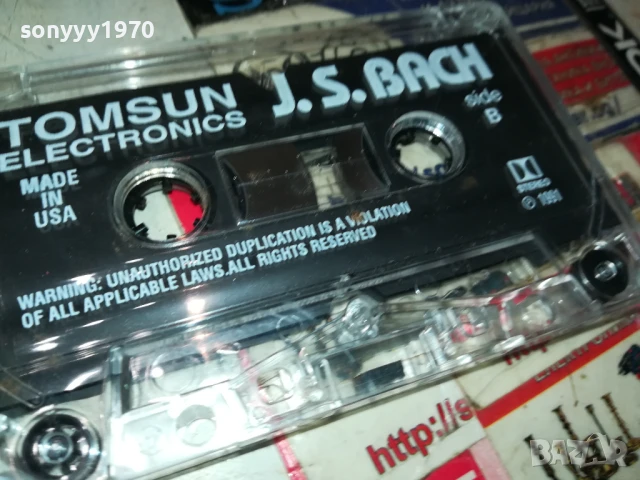 sonyyy1970
TOMSUN
ELECTRONICS
J.S.BACH
side
B
MADE
IN
USA
STEREO
© 1991
WARNING: UNAUTHORIZED DUPLICATION IS A VIOLATION
OF ALL APPLICABLE LAWS.ALL RIGHTS RESERVED
http://s
BAZAR